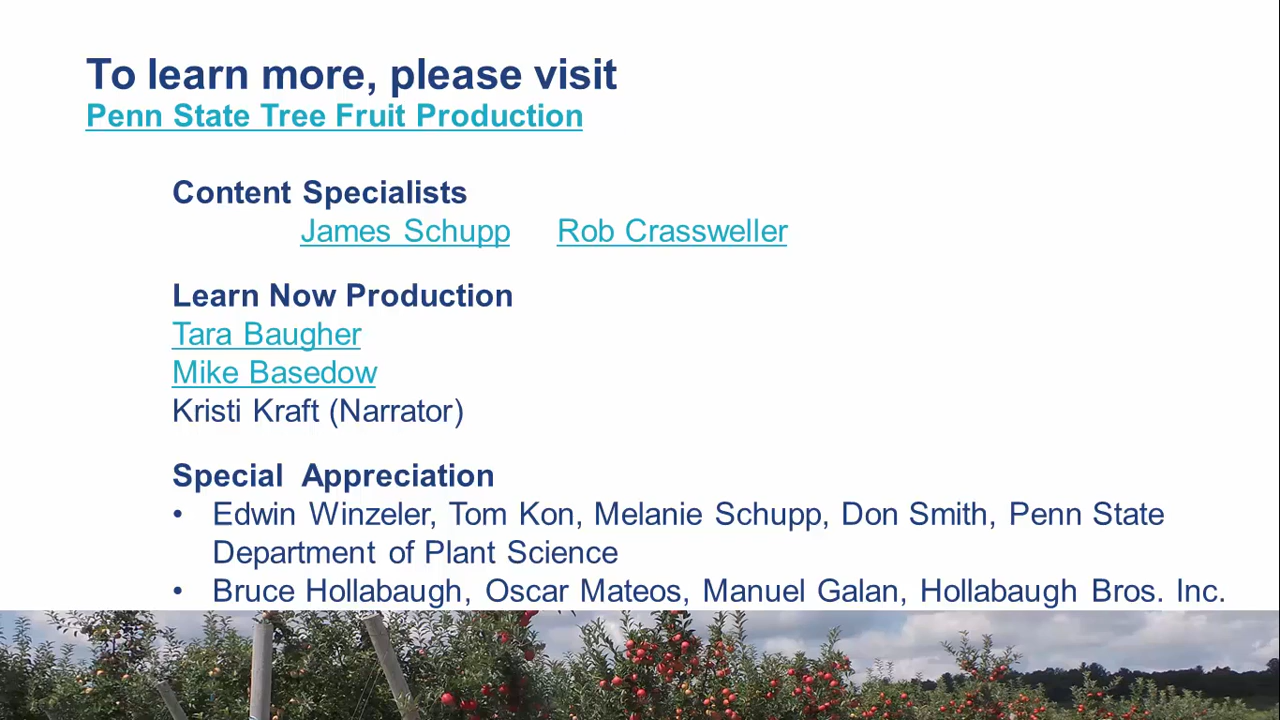 To learn more, please visit
Penn State Tree Fruit Production
Content Specialists
James Schupp Rob Crassweller
Learn Now Production
Tara Baugher
Mike Basedow
Kristi Kraft (Narrator)
Special Appreciation
• Edwin Winzeler, Tom Kon, Melanie Schupp, Don Smith, Penn State
Department of Plant Science
• Bruce Hollabaugh, Oscar Mateos, Manuel Galan, Hollabaugh Bros. Inc.